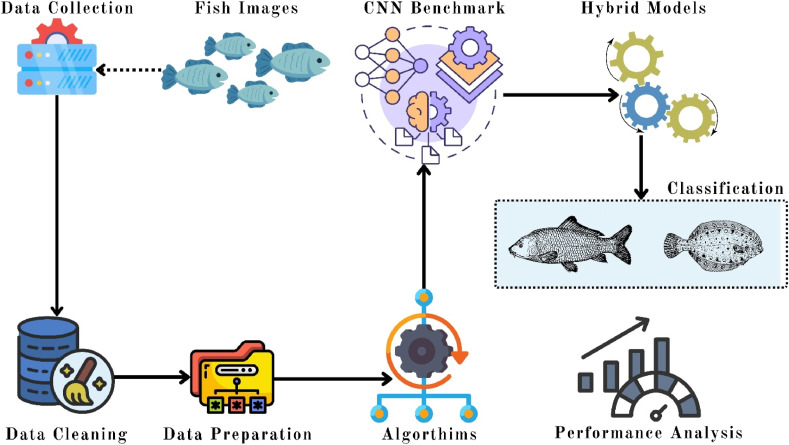 Data Collection
Fish Images
CNN Benchmark
Hybrid Models
Classification
Data Cleaning
Data Preparation
Algorthims
Performance Analysis